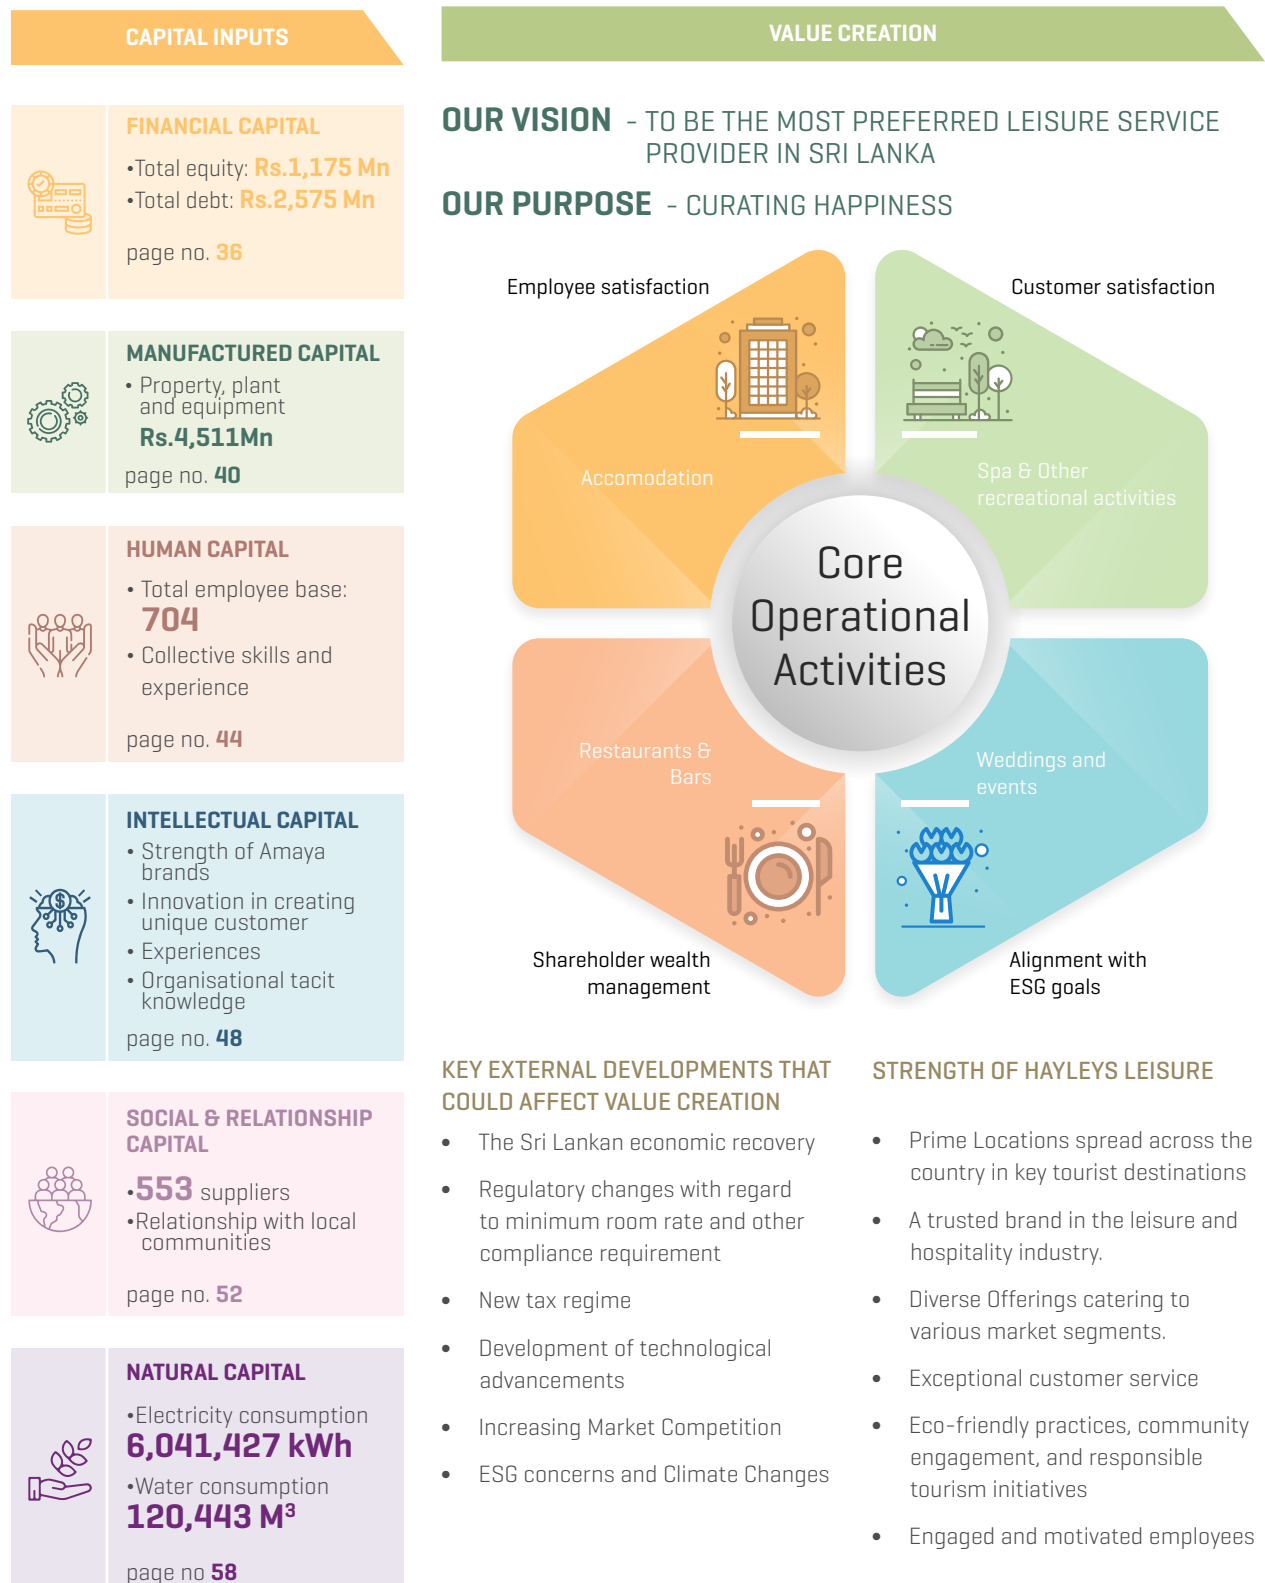 CAPITAL INPUTS
FINANCIAL CAPITAL
•Total equity: Rs.1,175 Mn
•Total debt: Rs.2,575 Mn
page no. 36
MANUFACTURED CAPITAL
• Property, plant
and equipment
Rs.4,511Mn
page no. 40
HUMAN CAPITAL
• Total employee base:
704
• Collective skills and
experience
page no. 44
INTELLECTUAL CAPITAL
• Strength of Amaya
brands
• Innovation in creating
unique customer
• Experiences
• Organisational tacit
knowledge
page no. 48
SOCIAL & RELATIONSHIP
CAPITAL
•553 suppliers
•Relationship with local
communities
page no. 52
NATURAL CAPITAL
•Electricity consumption
6,041,427 kWh
•Water consumption
120,443 M³
page no 58
VALUE CREATION
OUR VISION - TO BE THE MOST PREFERRED LEISURE SERVICE
PROVIDER IN SRI LANKA
OUR PURPOSE - CURATING HAPPINESS
Employee satisfaction
Customer satisfaction
Accomodation
Spa & Other
recreational activities
Core
Operational
Activities
Restaurants &
Bars
Weddings and
events
Shareholder wealth
management
Alignment with
ESG goals
KEY EXTERNAL DEVELOPMENTS THAT
COULD AFFECT VALUE CREATION
• The Sri Lankan economic recovery
• Regulatory changes with regard
to minimum room rate and other
compliance requirement
• New tax regime
• Development of technological
advancements
• Increasing Market Competition
• ESG concerns and Climate Changes
STRENGTH OF HAYLEYS LEISURE
• Prime Locations spread across the
country in key tourist destinations
• A trusted brand in the leisure and
hospitality industry.
• Diverse Offerings catering to
various market segments.
• Exceptional customer service
• Eco-friendly practices, community
engagement, and responsible
tourism initiatives
• Engaged and motivated employees